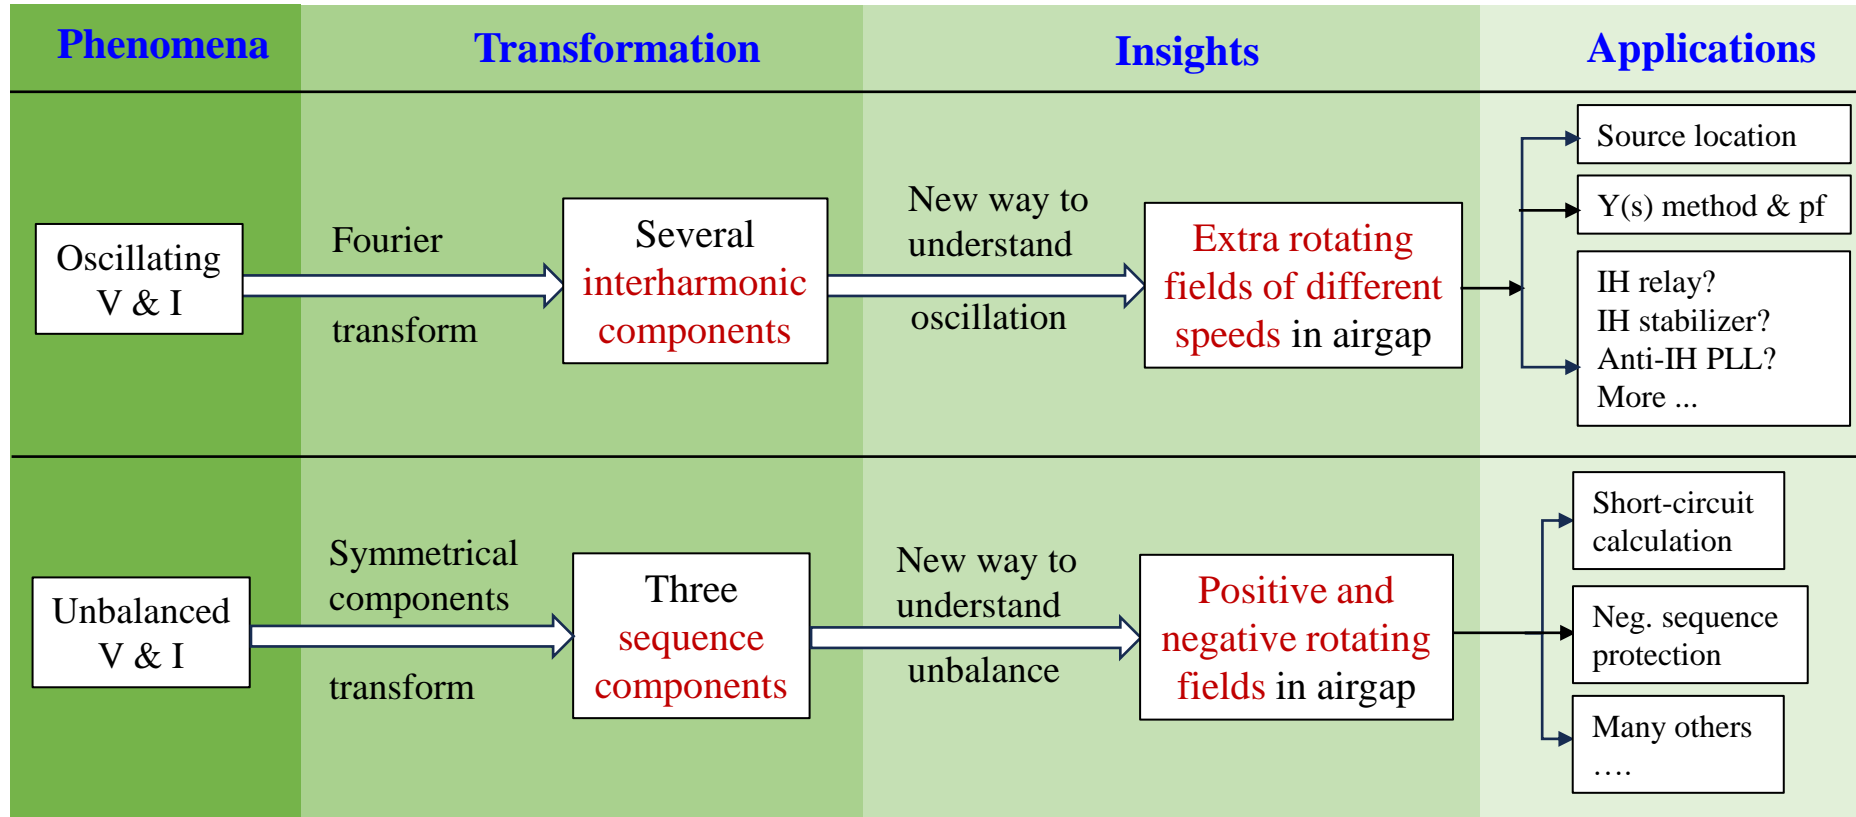 Phenomena
Transformation
Insights
Applications
Oscillating
V & I
Fourier
transform
Several
interharmonic
components
New way to
understand
oscillation
Extra rotating
fields of different
speeds in airgap
Source location
Y(s) method & pf
IH relay?
IH stabilizer?
Anti-IH PLL?
More ...
Unbalanced
V & I
Symmetrical
components
transform
Three
sequence
components
New way to
understand
unbalance
Positive and
negative rotating
fields in airgap
Short-circuit
calculation
Neg. sequence
protection
Many others
….